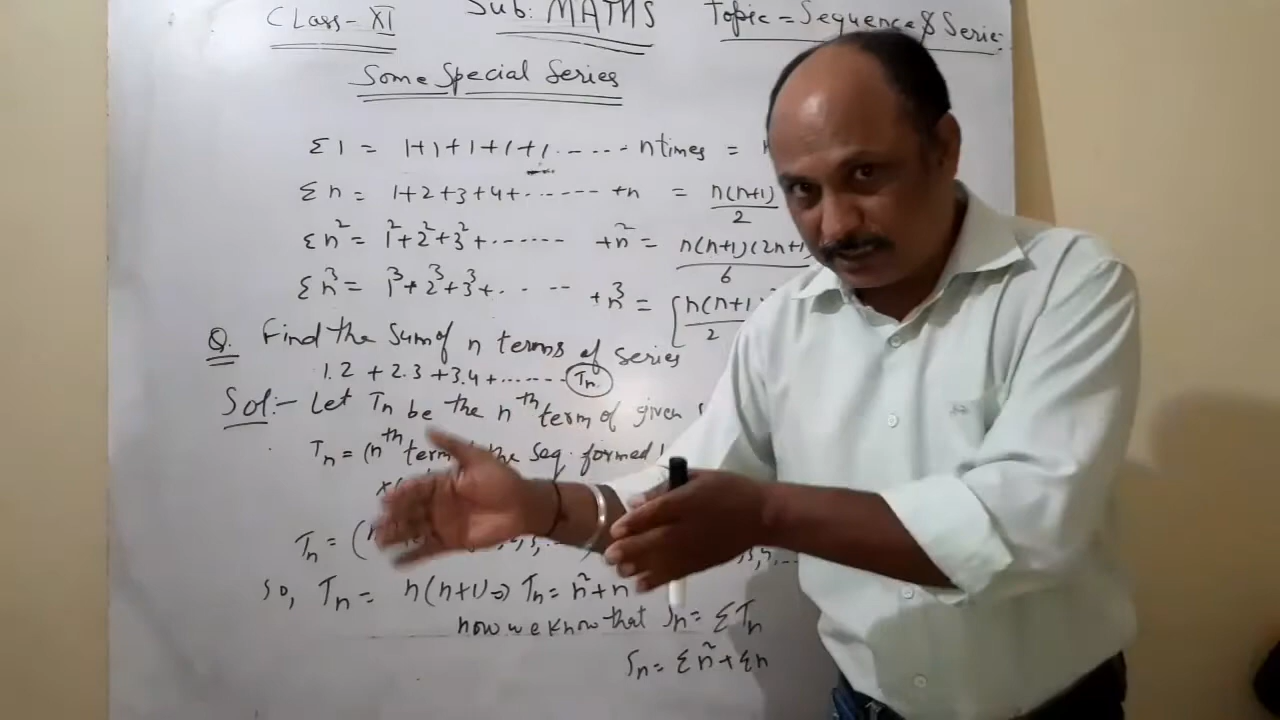 Class - XI Sub: MATHS Topic = Sequence & Serie
Some Special Series
Σ1 = 1+1+1+1+1. ---- n times =
Σn = 1+2+3+4+ ...... +n = n(n+1)/2
Σn² = 1²+2²+3²+ ...... +n² = n(n+1)(2n+1)/6
Σn³ = 1³+2³+3³+ . . -- +n³ = [n(n+1)/2
Q. Find the Sum of n terms of series
1.2 + 2.3 + 3.4 + ...... Tn
Sol:- Let Tn be the nth term of given
Tn = (nth term the seq. formed
Tn = (
So, Tn = n(n+1) ⇒ Tn = n²+n
now we know that Sn = ΣTn
Sn = Σn² + Σn